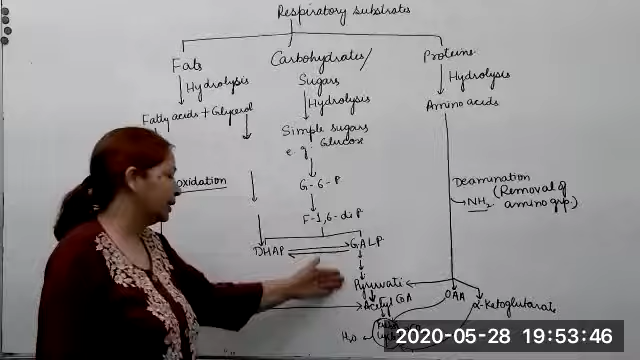 Respiratory substrates
Fats
Carbohydrates/
Sugars
Proteins
Hydrolysis
Hydrolysis
Hydrolysis
Fatty acids + Glycerol
Amino acids
Simple sugars
e.g. Glucose
G-6-P
oxidation
Deamination
(Removal of
NH2
amino grp.)
F-1,6-di P
DHAP
GALP
Pyruvate
OAA
α-Ketoglutarate
Acetyl CoA
H2O
2020-05-28 19:53:46